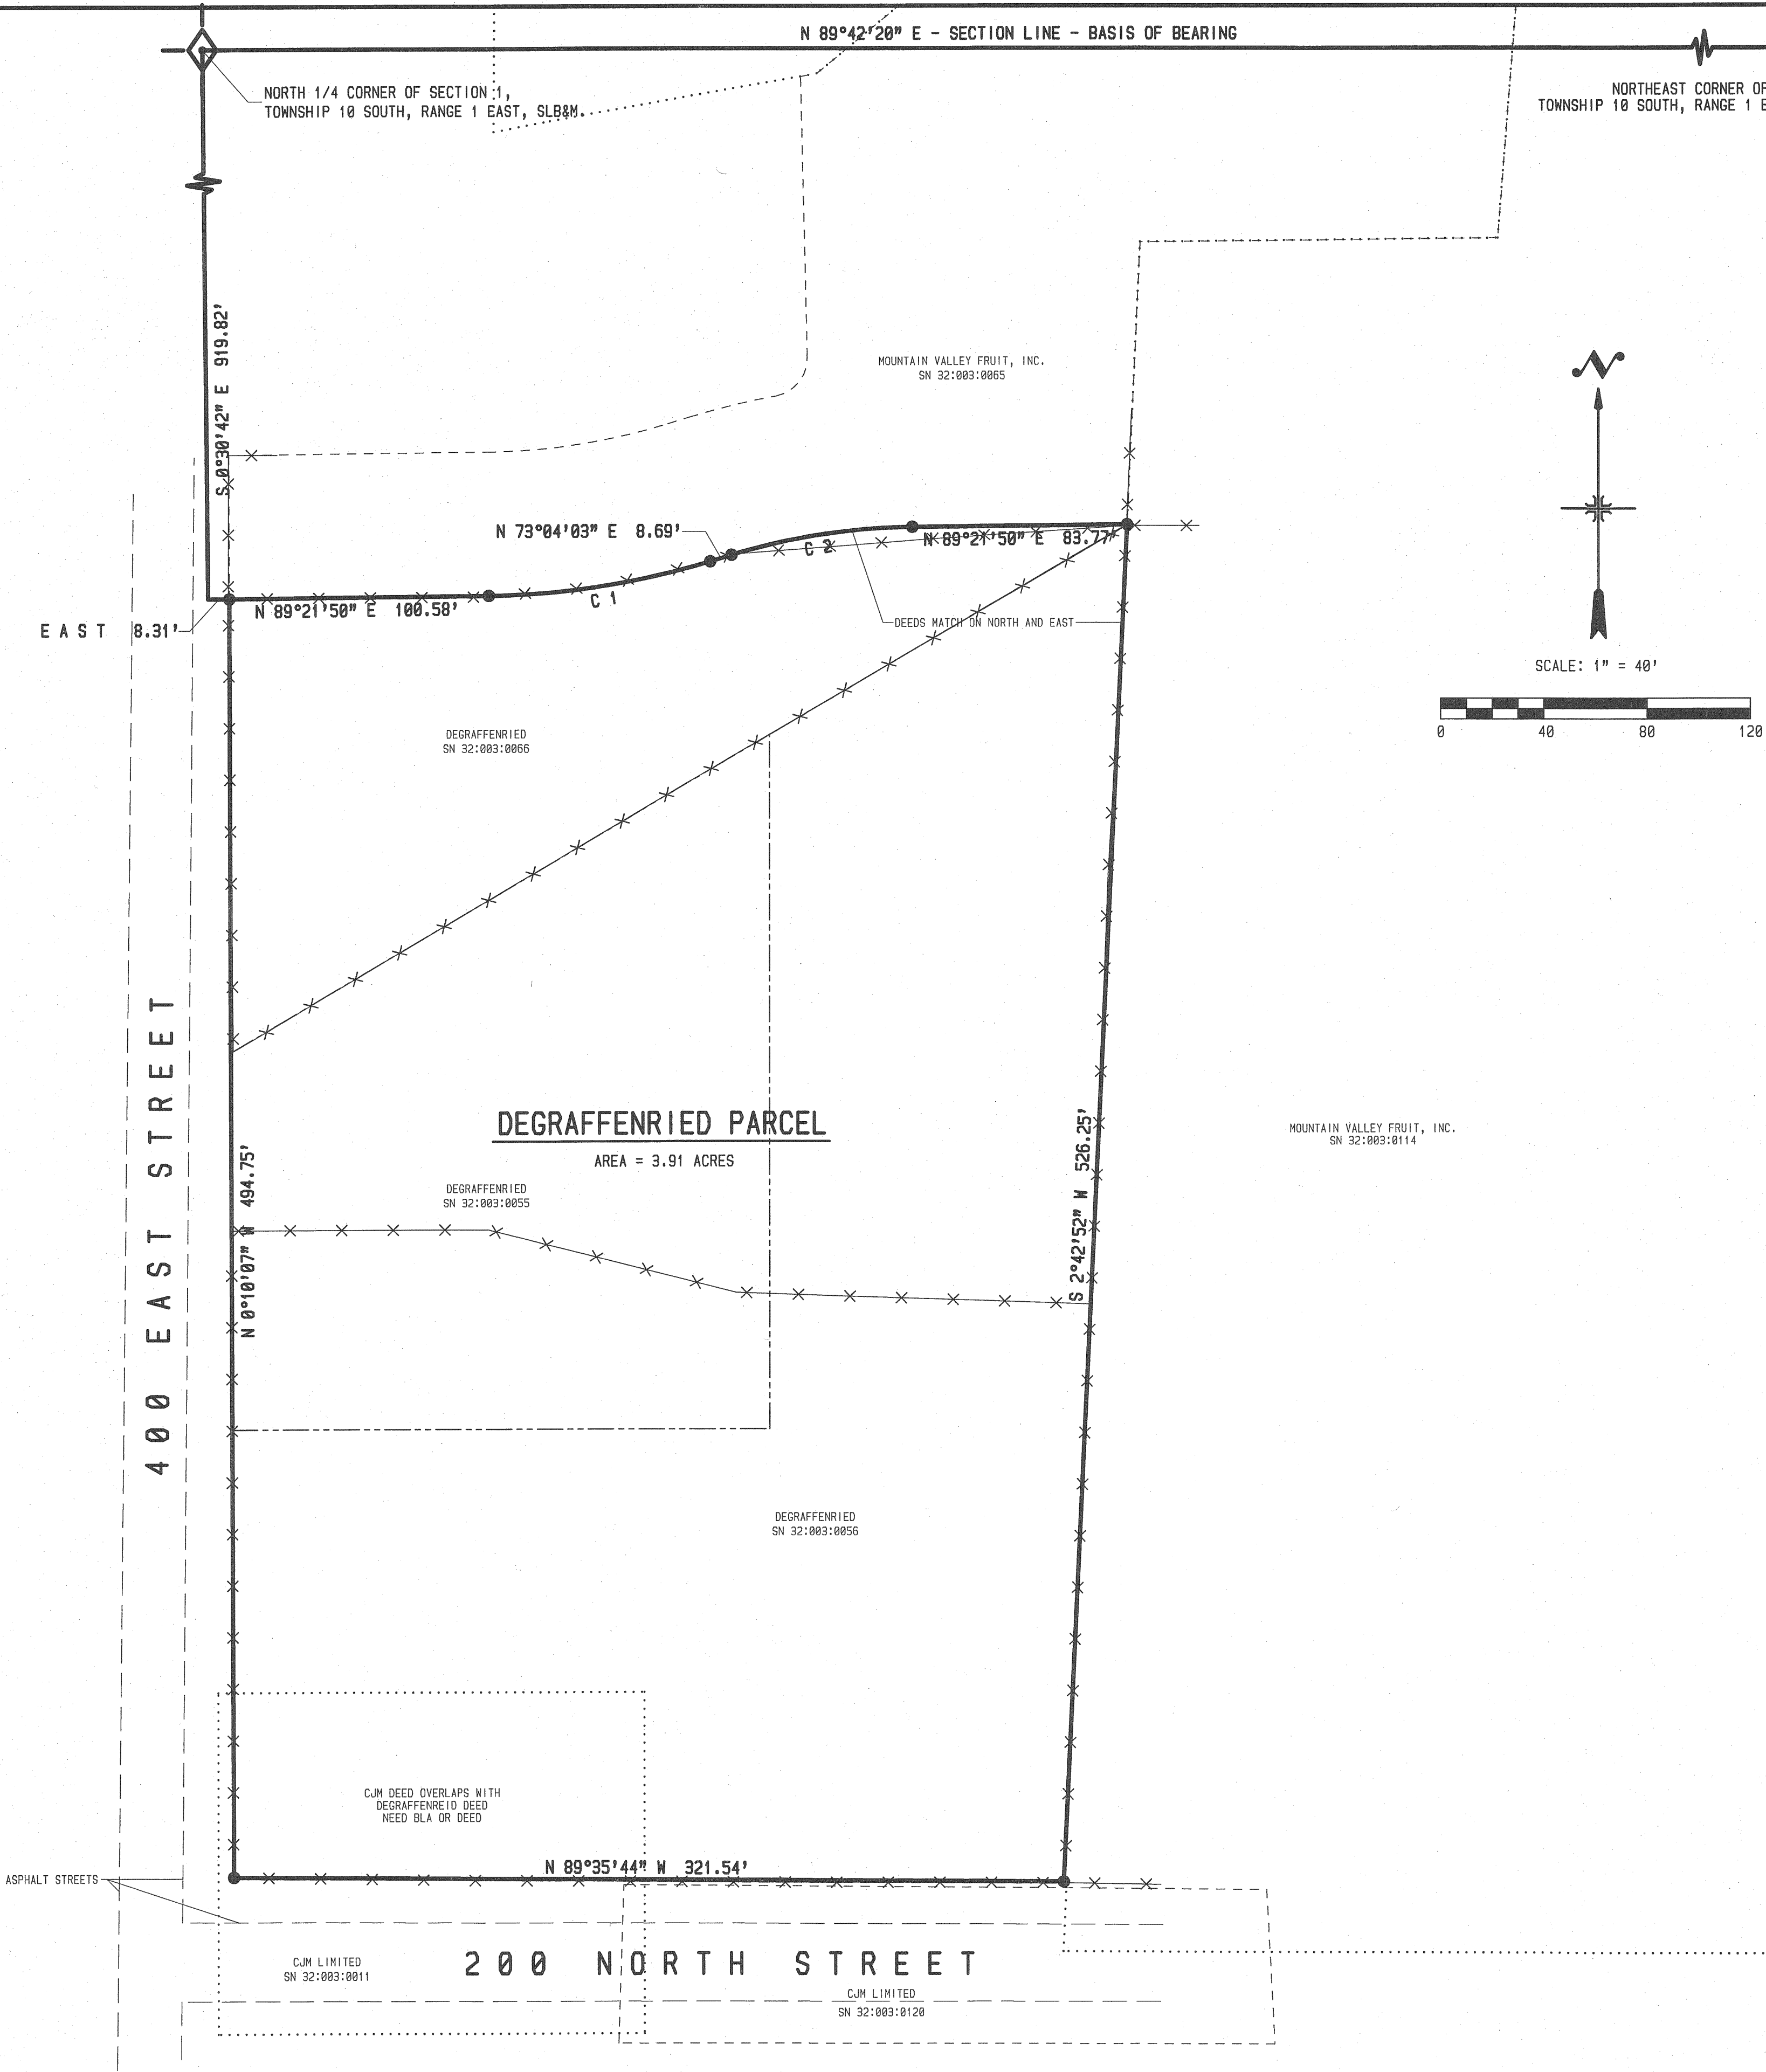 N 89°42'20" E - SECTION LINE - BASIS OF BEARING
NORTH 1/4 CORNER OF SECTION 1,
TOWNSHIP 10 SOUTH, RANGE 1 EAST, SLB&M.
NORTHEAST CORNER OF
TOWNSHIP 10 SOUTH, RANGE 1
S 0°30'42" E 919.82'
MOUNTAIN VALLEY FRUIT, INC.
SN 32:003:0065
N 73°04'03" E 8.69'
C 2
N 89°21'50" E 83.77'
C 1
N 89°21'50" E 100.58'
EAST 8.31'
DEEDS MATCH ON NORTH AND EAST
SCALE: 1" = 40'
0 40 80 120
DEGRAFFENRIED
SN 32:003:0066
400 EAST STREET
DEGRAFFENRIED PARCEL
AREA = 3.91 ACRES
N 0°10'07" W 494.75'
DEGRAFFENRIED
SN 32:003:0055
S 2°42'52" W 526.25'
MOUNTAIN VALLEY FRUIT, INC.
SN 32:003:0114
DEGRAFFENRIED
SN 32:003:0056
CJM DEED OVERLAPS WITH
DEGRAFFENREID DEED
NEED BLA OR DEED
N 89°35'44" W 321.54'
ASPHALT STREETS
200 NORTH STREET
CJM LIMITED
SN 32:003:0011
CJM LIMITED
SN 32:003:0120